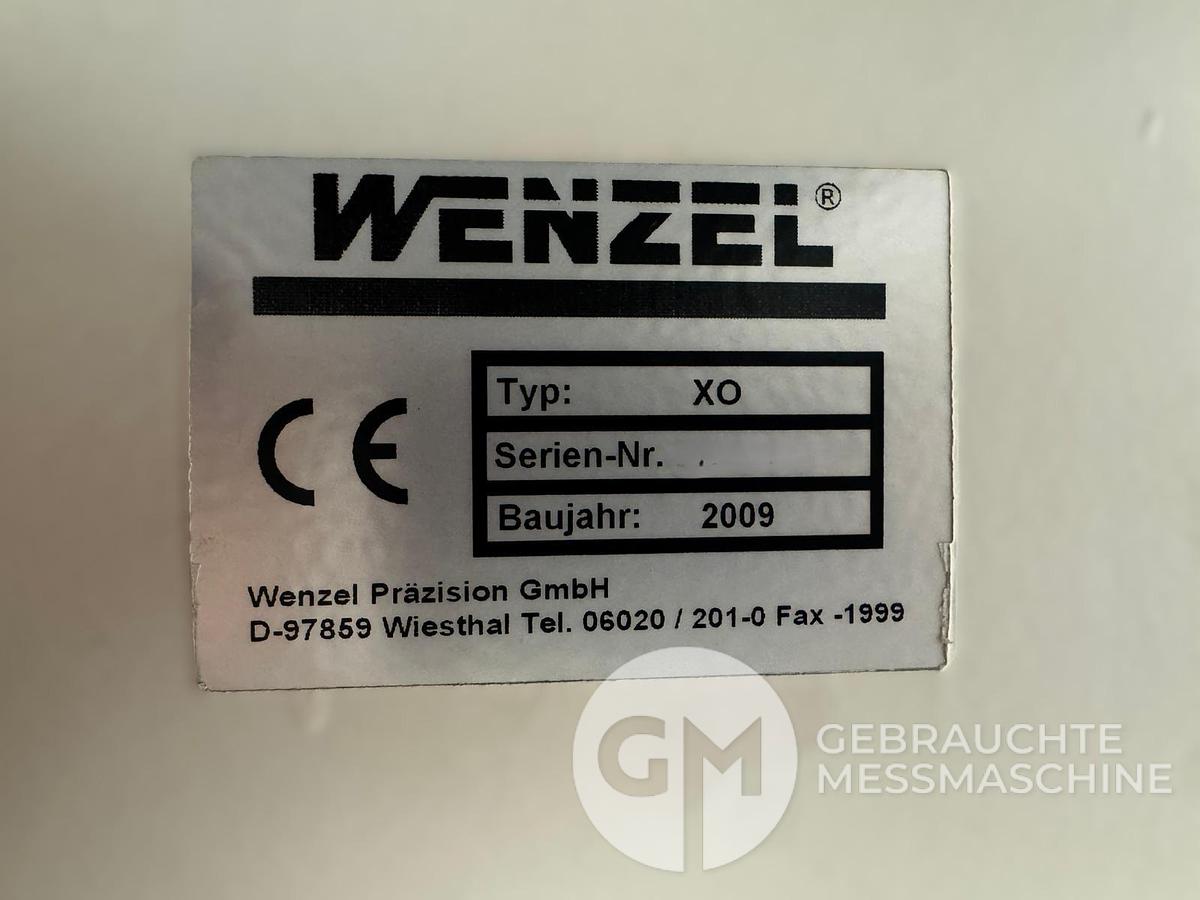 WENZEL®
CE
Typ: XO
Serien-Nr.
Baujahr: 2009
Wenzel Präzision GmbH
D-97859 Wiesthal Tel. 06020 / 201-0 Fax -1999
GM
GEBRAUCHTE
MESSMASCHINE